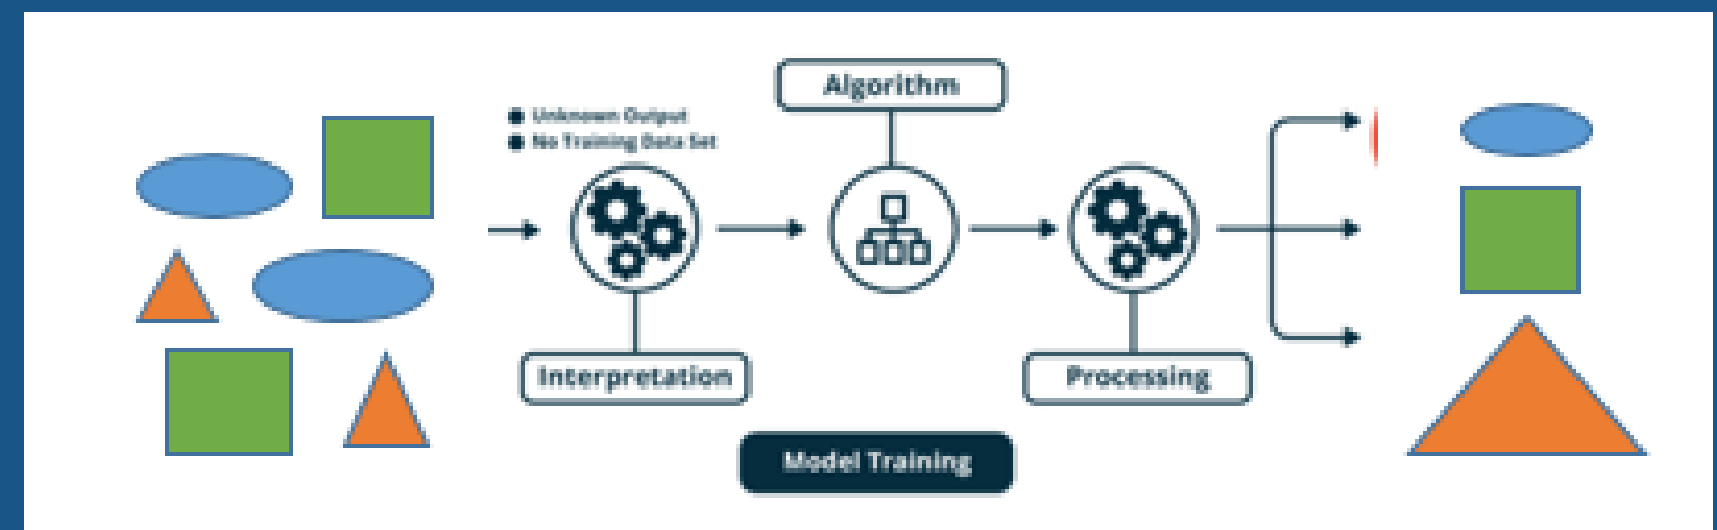 Algorithm
Unknown Output
No Training Data Set
Interpretation
Processing
Model Training